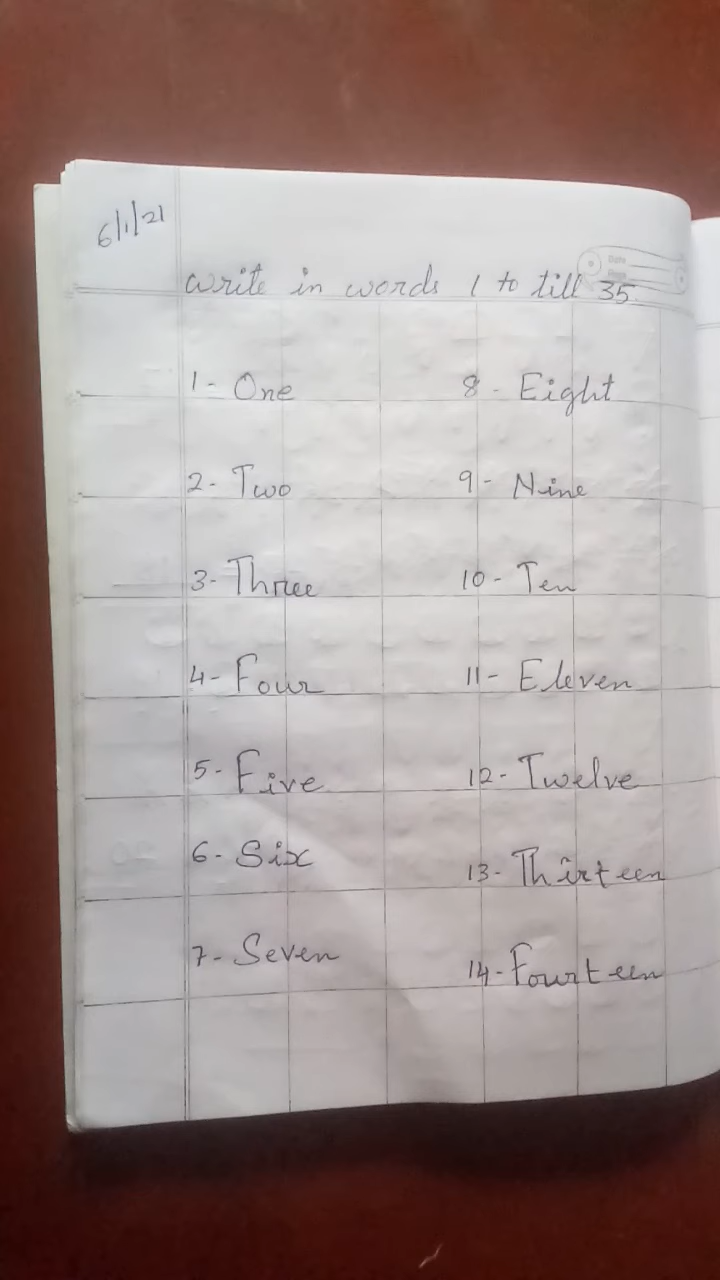 6/1/21
Date
Page
write in words 1 to till 35
1- One
2- Two
3- Three
4- Four
5- Five
6- Six
7- Seven
8 - Eight
9 - Nine
10 - Ten
11 - Eleven
12 - Twelve
13 - Thirteen
14 - Fourteen